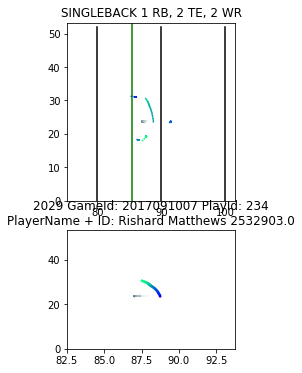 SINGLEBACK 1 RB, 2 TE, 2 WR
50
40
30
20
10
0
80 90 100
2029 GameId: 2017091007 PlayId: 234
PlayerName + ID: Rishard Matthews 2532903.0
40
20
0
82.5 85.0 87.5 90.0 92.5